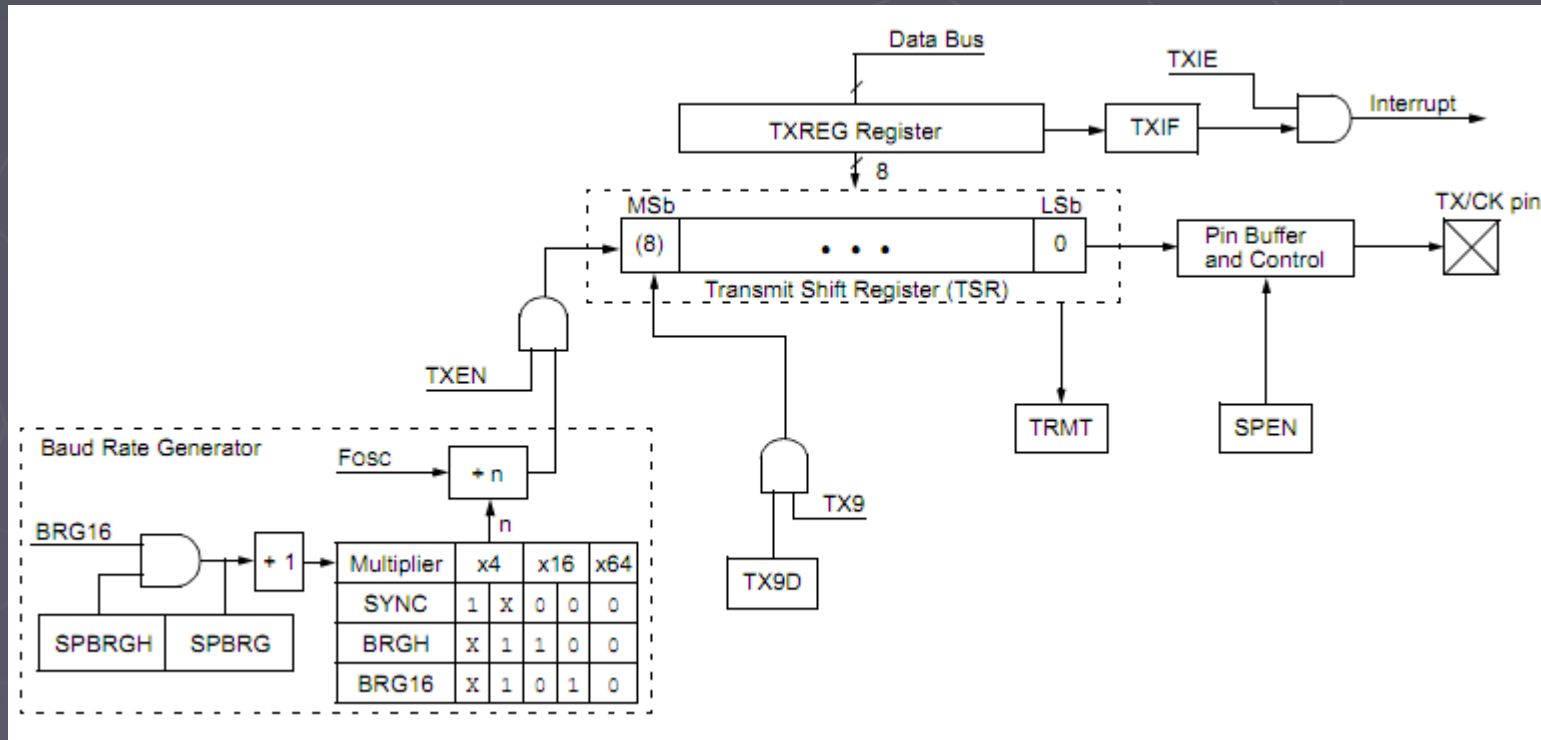 Data Bus
TXIE
Interrupt
TXREG Register
TXIF
8
MSb
LSb
TX/CK pin
(8)
• • •
0
Pin Buffer
and Control
Transmit Shift Register (TSR)
TXEN
TRMT
SPEN
Baud Rate Generator
FOSC
÷ n
TX9
n
BRG16
+ 1
Multiplier x4 x16 x64
TX9D
SYNC 1 X 0 0 0
SPBRGH SPBRG
BRGH X 1 1 0 0
BRG16 X 1 0 1 0